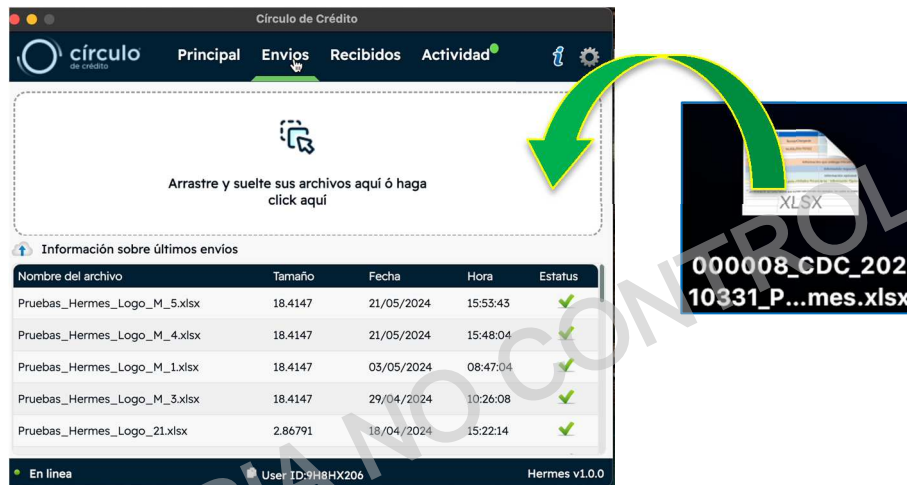 Círculo de Crédito
círculo
de crédito
Principal Envios Recibidos Actividad
Arrastre y suelte sus archivos aquí ó haga
click aquí
Información sobre últimos envíos
Nombre del archivo Tamaño Fecha Hora Estatus
Pruebas_Hermes_Logo_M_5.xlsx 18.4147 21/05/2024 15:53:43
Pruebas_Hermes_Logo_M_4.xlsx 18.4147 21/05/2024 15:48:04
Pruebas_Hermes_Logo_M_1.xlsx 18.4147 03/05/2024 08:47:04
Pruebas_Hermes_Logo_M_3.xlsx 18.4147 29/04/2024 10:26:08
Pruebas_Hermes_Logo_21.xlsx 2.86791 18/04/2024 15:22:14
En linea User ID:9H8HX206 Hermes v1.0.0
XLSX
000008_CDC_202
10331_P...mes.xlsx
IA NO CONTROL